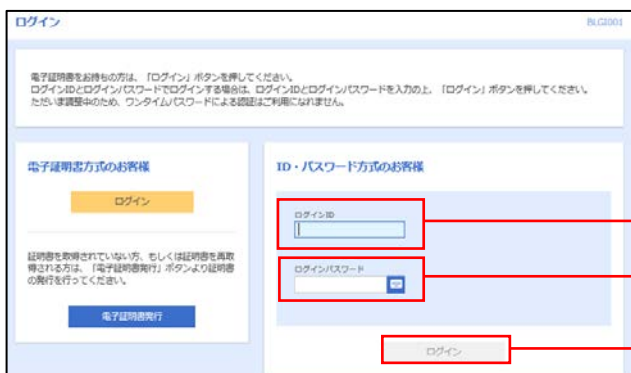 ログイン
BLGI001
電子証明書をお持ちの方は、「ログイン」ボタンを押してください。
ログインIDとログインパスワードでログインする場合は、ログインIDとログインパスワードを入力の上、「ログイン」ボタンを押してください。
ただいま調整中のため、ワンタイムパスワードによる認証はご利用になれません。
電子証明書方式のお客様
ログイン
証明書を取得されていない方、もしくは証明書を再取
得される方は、「電子証明書発行」ボタンより証明書
の発行を行ってください。
電子証明書発行
ID・パスワード方式のお客様
ログインID
ログインパスワード
ログイン